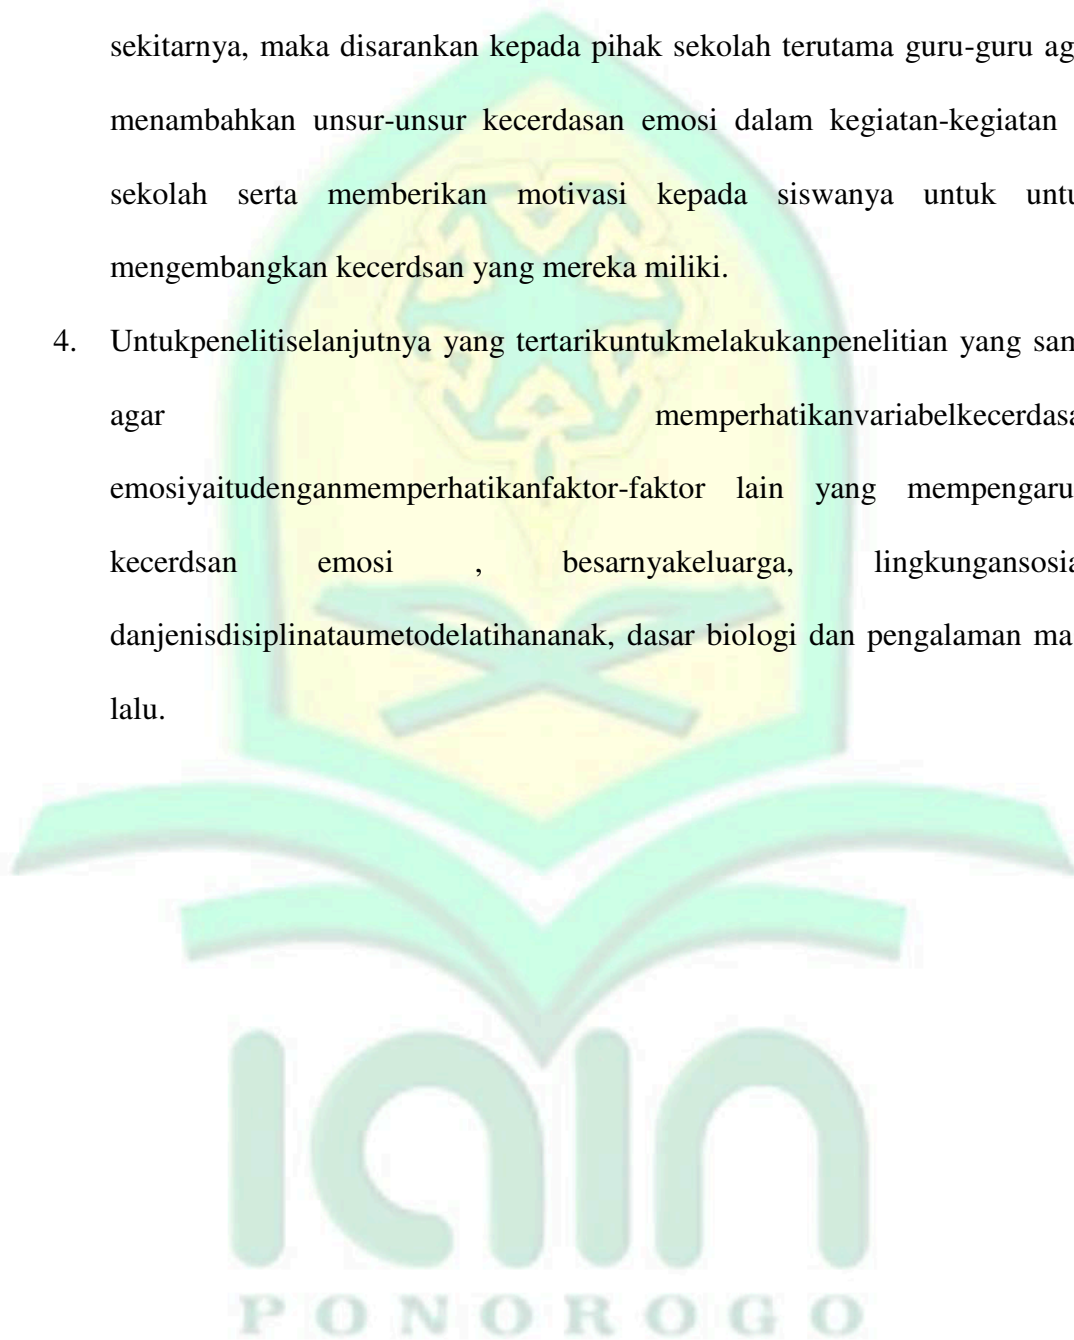 sekitarnya, maka disarankan kepada pihak sekolah terutama guru-guru ag
menambahkan unsur-unsur kecerdasan emosi dalam kegiatan-kegiatan
sekolah serta memberikan motivasi kepada siswanya untuk untu
mengembangkan kecerdsan yang mereka miliki.
4. Untukpenelitiselanjutnya yang tertarikuntukmelakukanpenelitian yang sam
agar memperhatikanvariabelkecerdasa
emosiyaitudenganmemperhatikanfaktor-faktor lain yang mempengaru
kecerdsan emosi , besarnyakeluarga, lingkungansosia
danjenisdisiplinataumetodelatihananak, dasar biologi dan pengalaman ma
lalu.
IAIN
PONOROGO